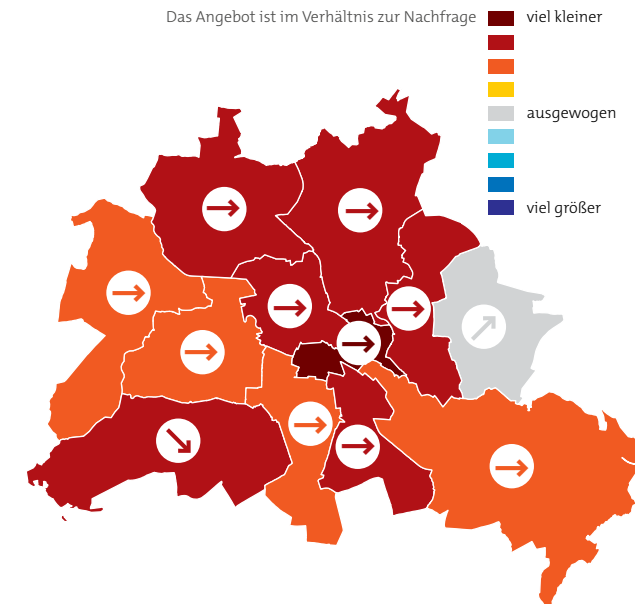 Das Angebot ist im Verhältnis zur Nachfrage viel kleiner
ausgewogen
viel größer